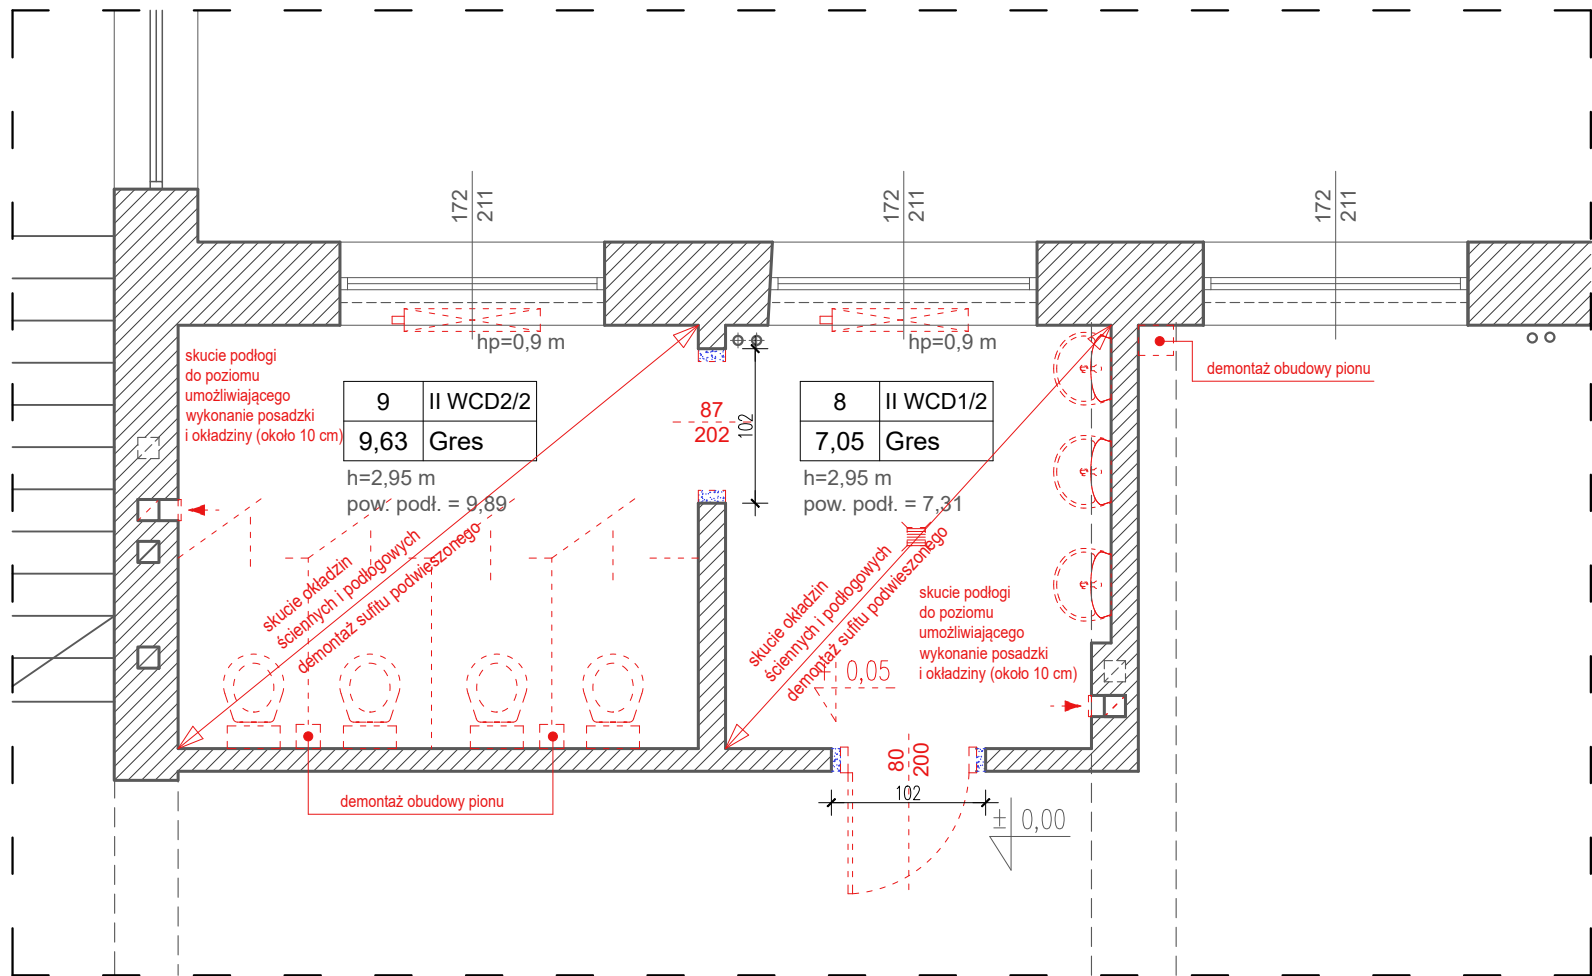 172
211
172
211
172
211
hp=0,9 m
hp=0,9 m
skucie podłogi
do poziomu
umożliwiającego
wykonanie posadzki
i okładziny (około 10 cm)
9 II WCD2/2
9,63 Gres
h=2,95 m
pow. podł. = 9,89
87
202
102
8 II WCD1/2
7,05 Gres
h=2,95 m
pow. podł. = 7,31
demontaż obudowy pionu
skucie okładzin
ściennych i podłogowych
demontaż sufitu podwieszonego
skucie okładzin
ściennych i podłogowych
demontaż sufitu podwieszonego
skucie podłogi
do poziomu
umożliwiającego
wykonanie posadzki
i okładziny (około 10 cm)
+ 0,05
80
200
102
± 0,00
demontaż obudowy pionu